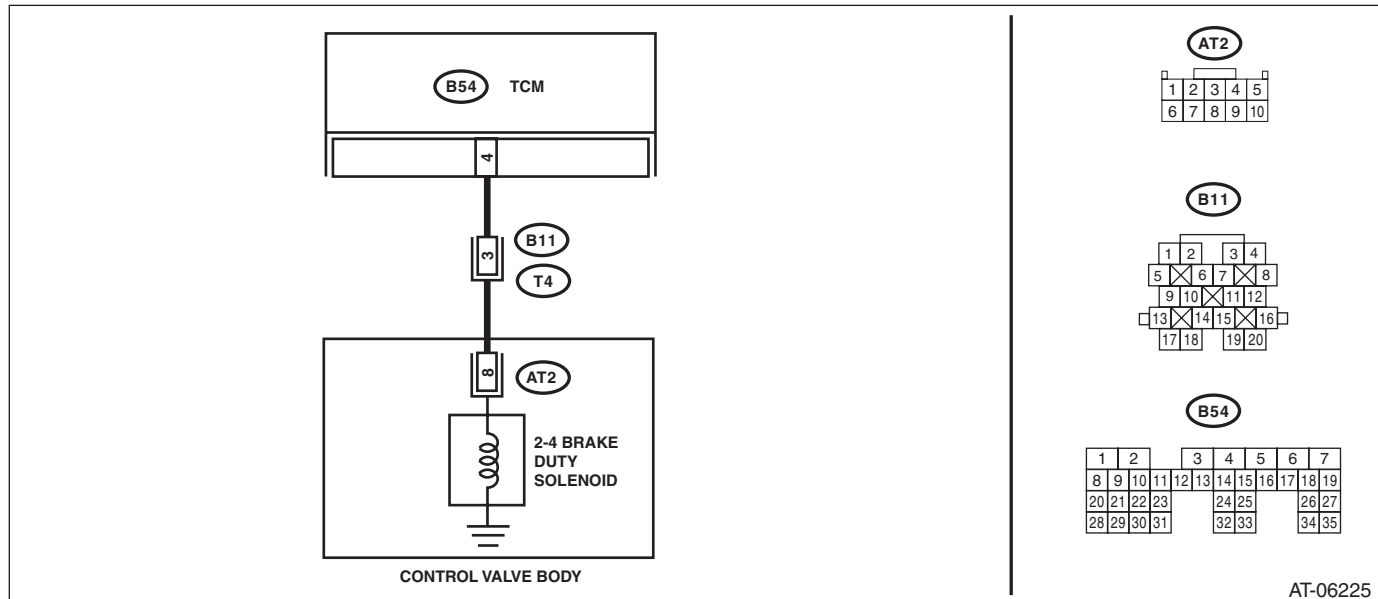 B54 TCM
4
3
B11
T4
8
AT2
2-4 BRAKE
DUTY
SOLENOID
CONTROL VALVE BODY
AT2
1 2 3 4 5
6 7 8 9 10
B11
1 2 3 4
5 6 7 8
9 10 11 12
13 14 15 16
17 18 19 20
B54
1 2 3 4 5 6 7
8 9 10 11 12 13 14 15 16 17 18 19
20 21 22 23 24 25 26 27
28 29 30 31 32 33 34 35
AT-06225